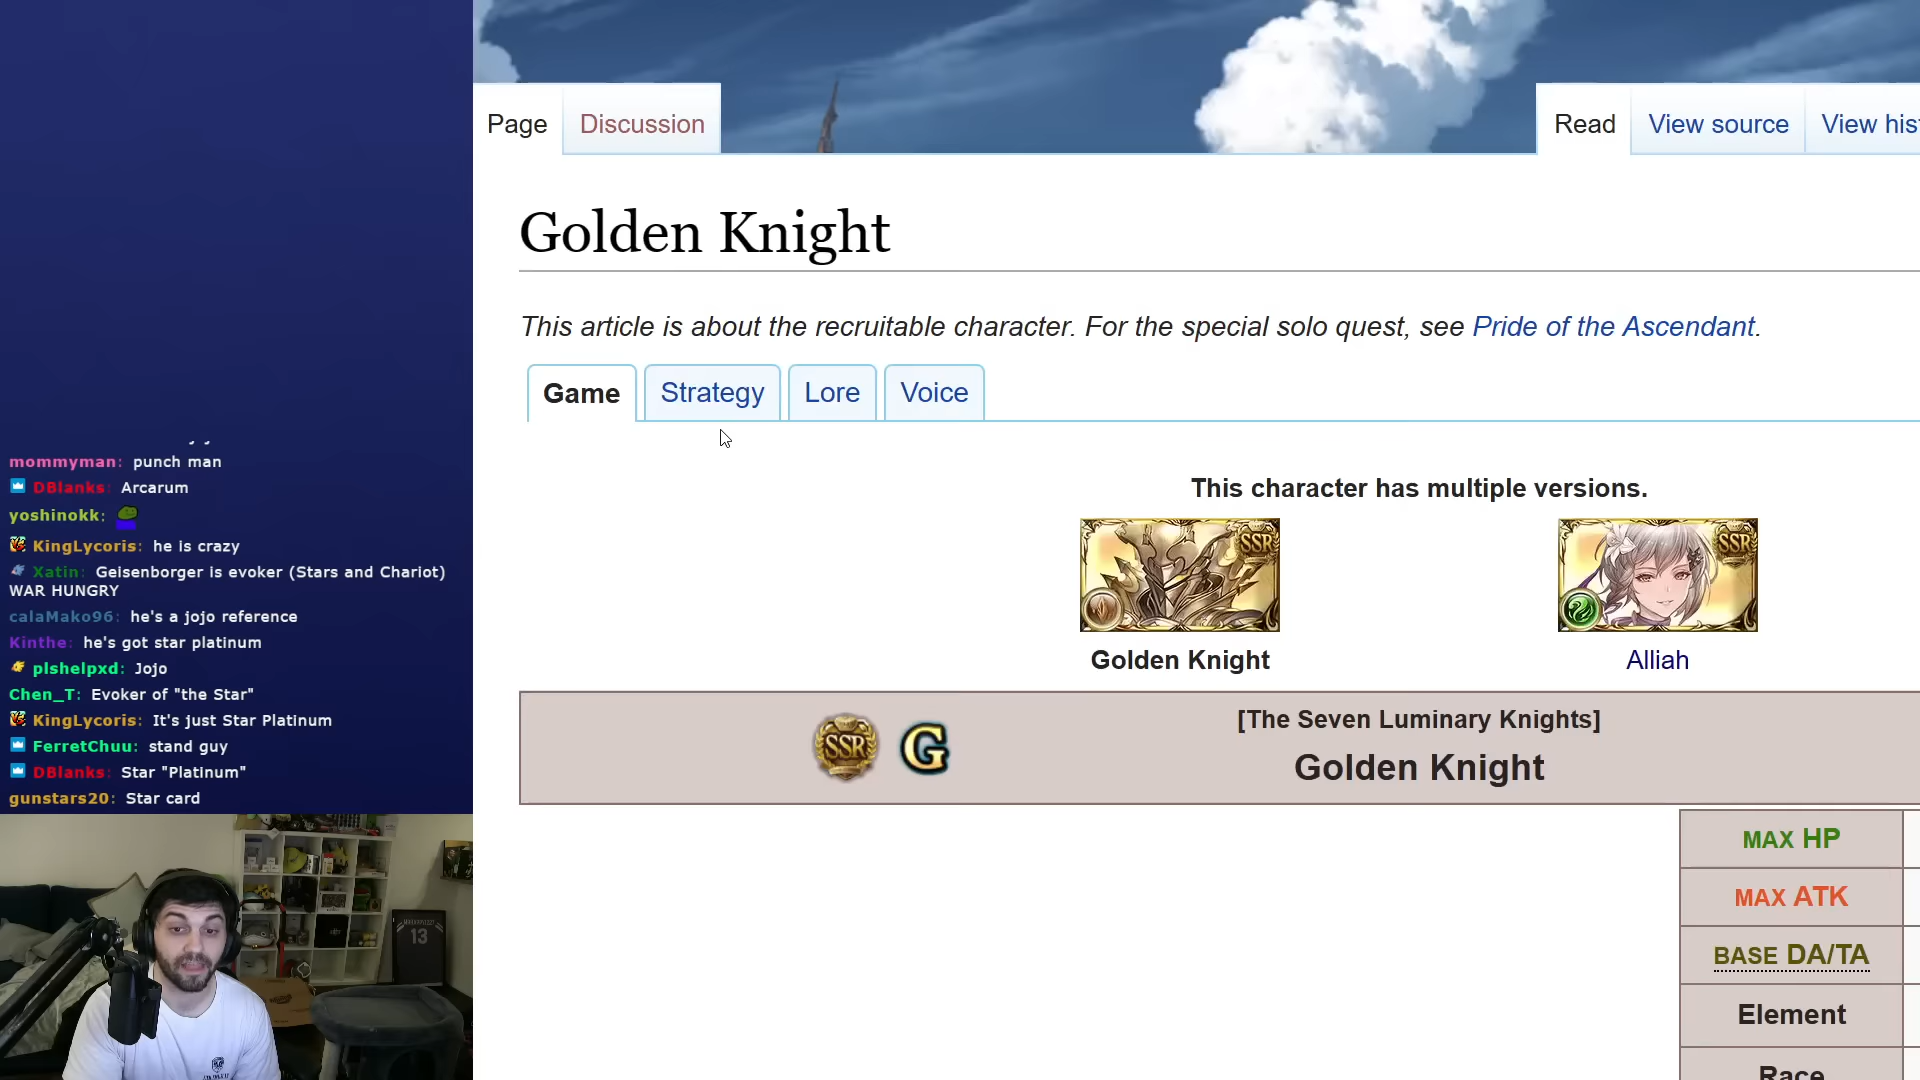 Page
Discussion
Read
View source
View his
Golden Knight
This article is about the recruitable character. For the special solo quest, see Pride of the Ascendant.
Game
Strategy
Lore
Voice
This character has multiple versions.
SSR
SSR
Golden Knight
Alliah
SSR
G
[The Seven Luminary Knights]
Golden Knight
MAX HP
MAX ATK
BASE DA/TA
Element
Race
mommyman: punch man
DBlanks: Arcarum
yoshinokk:
KingLycoris: he is crazy
Xatin: Geisenborger is evoker (Stars and Chariot)
WAR HUNGRY
calaMako96: he's a jojo reference
Kinthe: he's got star platinum
plshelpxd: Jojo
Chen_T: Evoker of "the Star"
KingLycoris: It's just Star Platinum
FerretChuu: stand guy
DBlanks: Star "Platinum"
gunstars20: Star card
13